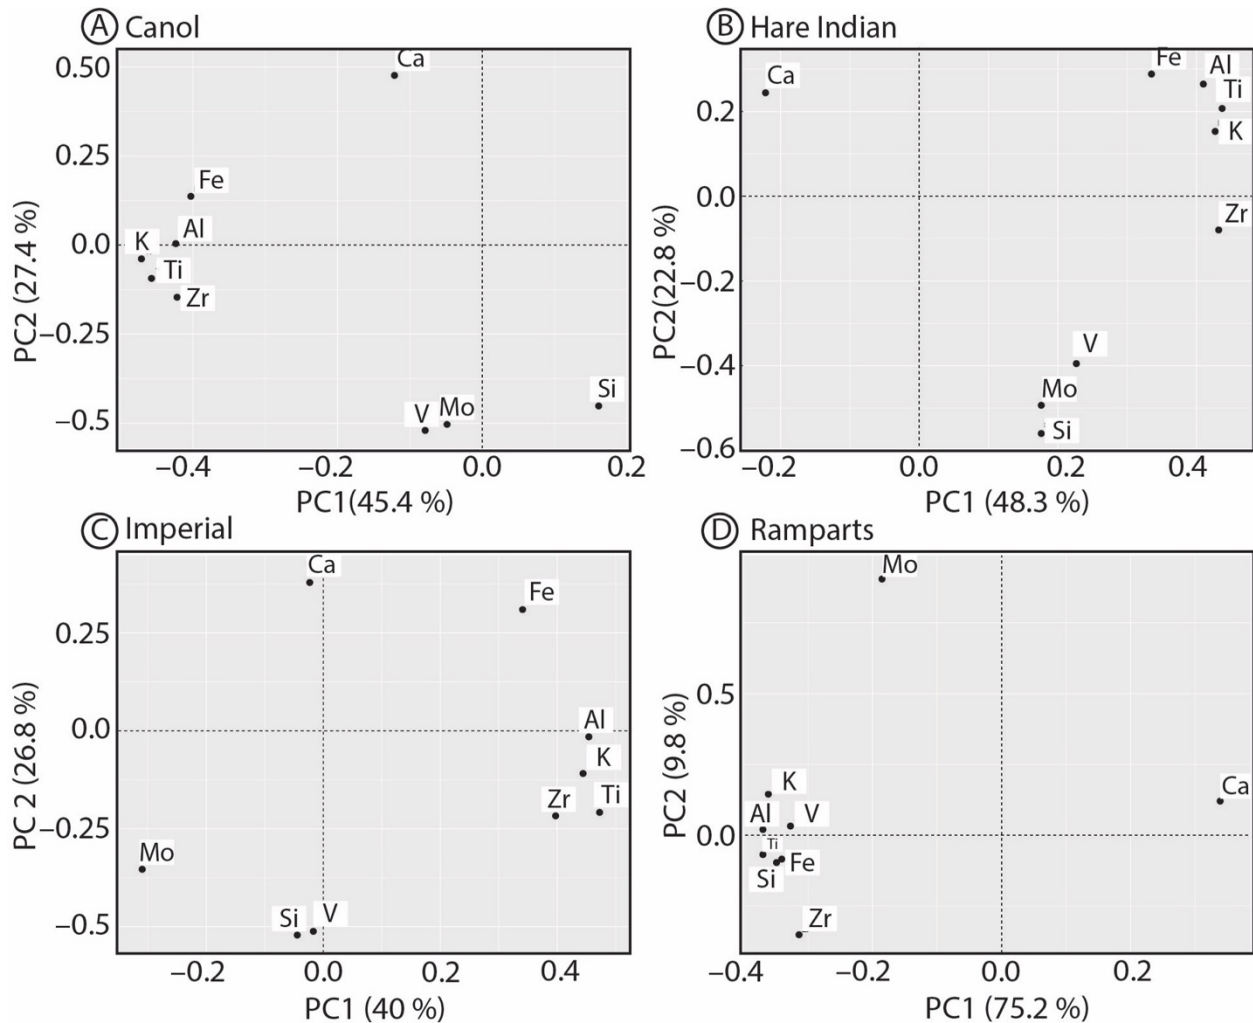 A Canol
0.50
0.25
0.0
−0.25
−0.5
PC2 (27.4 %)
Ca
Fe
Al
K
Ti
Zr
Si
V
Mo
−0.4
−0.2
0.0
0.2
PC1(45.4 %)
B Hare Indian
0.2
0.0
−0.2
−0.4
−0.6
PC2(22.8 %)
Ca
Fe
Al
Ti
K
Zr
V
Mo
Si
−0.2
0.0
0.2
0.4
PC1 (48.3 %)
C Imperial
0.25
0.0
−0.25
−0.5
PC 2 (26.8 %)
Ca
Fe
Al
K
Zr
Ti
Mo
Si
V
−0.2
0.0
0.2
0.4
PC1 (40 %)
D Ramparts
0.5
0.0
PC2 (9.8 %)
Mo
Ca
K
Al
V
Ti
Fe
Si
Zr
−0.4
−0.2
0.0
0.2
PC1 (75.2 %)